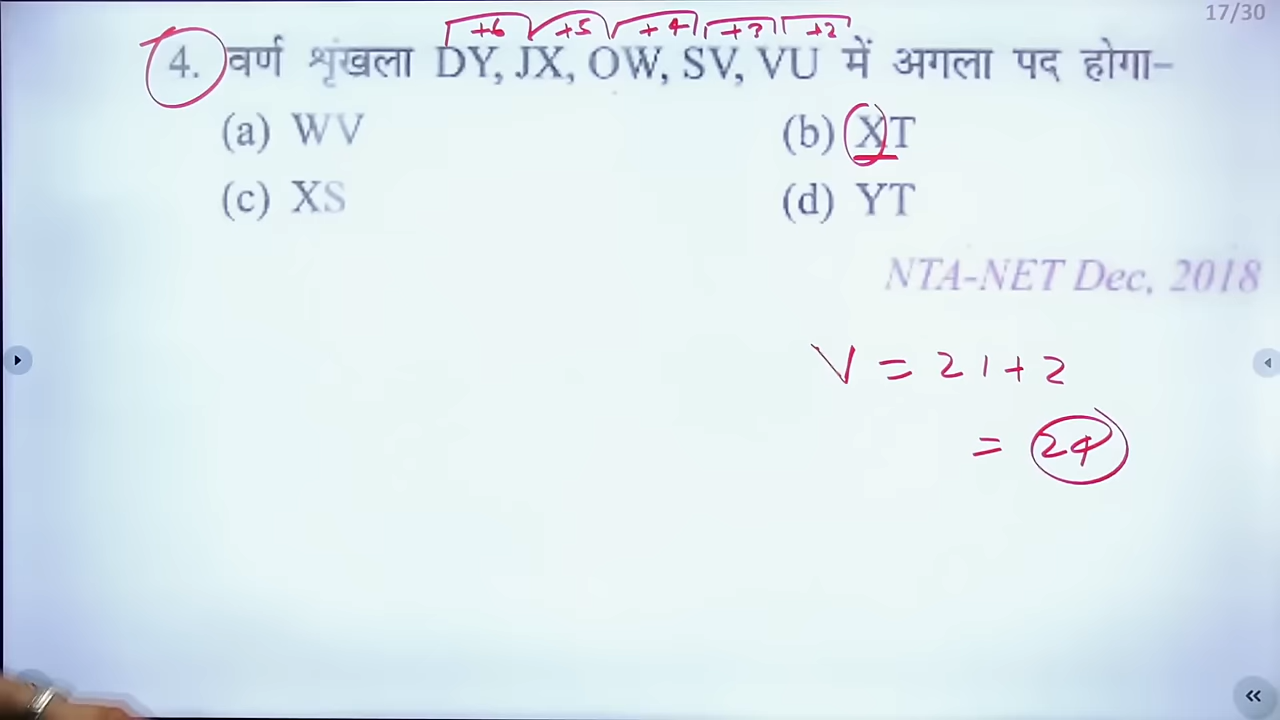 17/30
+6 +5 +4 +3 +2
4. वर्ण शृंखला DY, JX, OW, SV, VU में अगला पद होगा-
(a) WV (b) XT
(c) XS (d) YT
NTA-NET Dec, 2018
V = 21+2
= 24